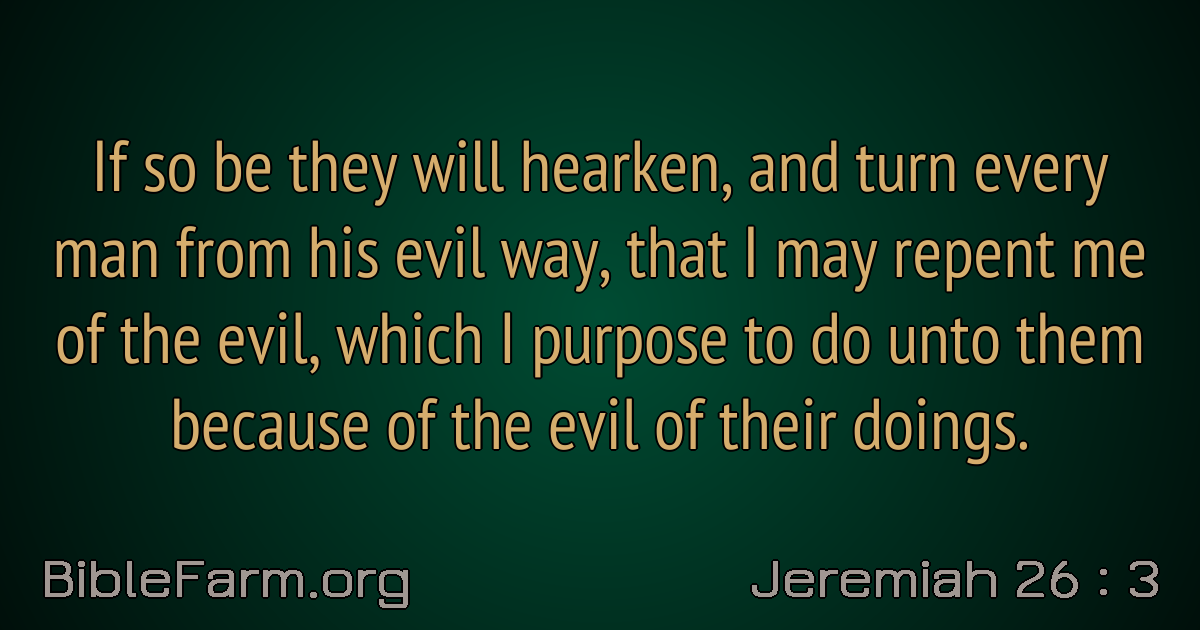 If so be they will hearken, and turn every
man from his evil way, that I may repent me
of the evil, which I purpose to do unto them
because of the evil of their doings.
BibleFarm.org
Jeremiah 26 : 3